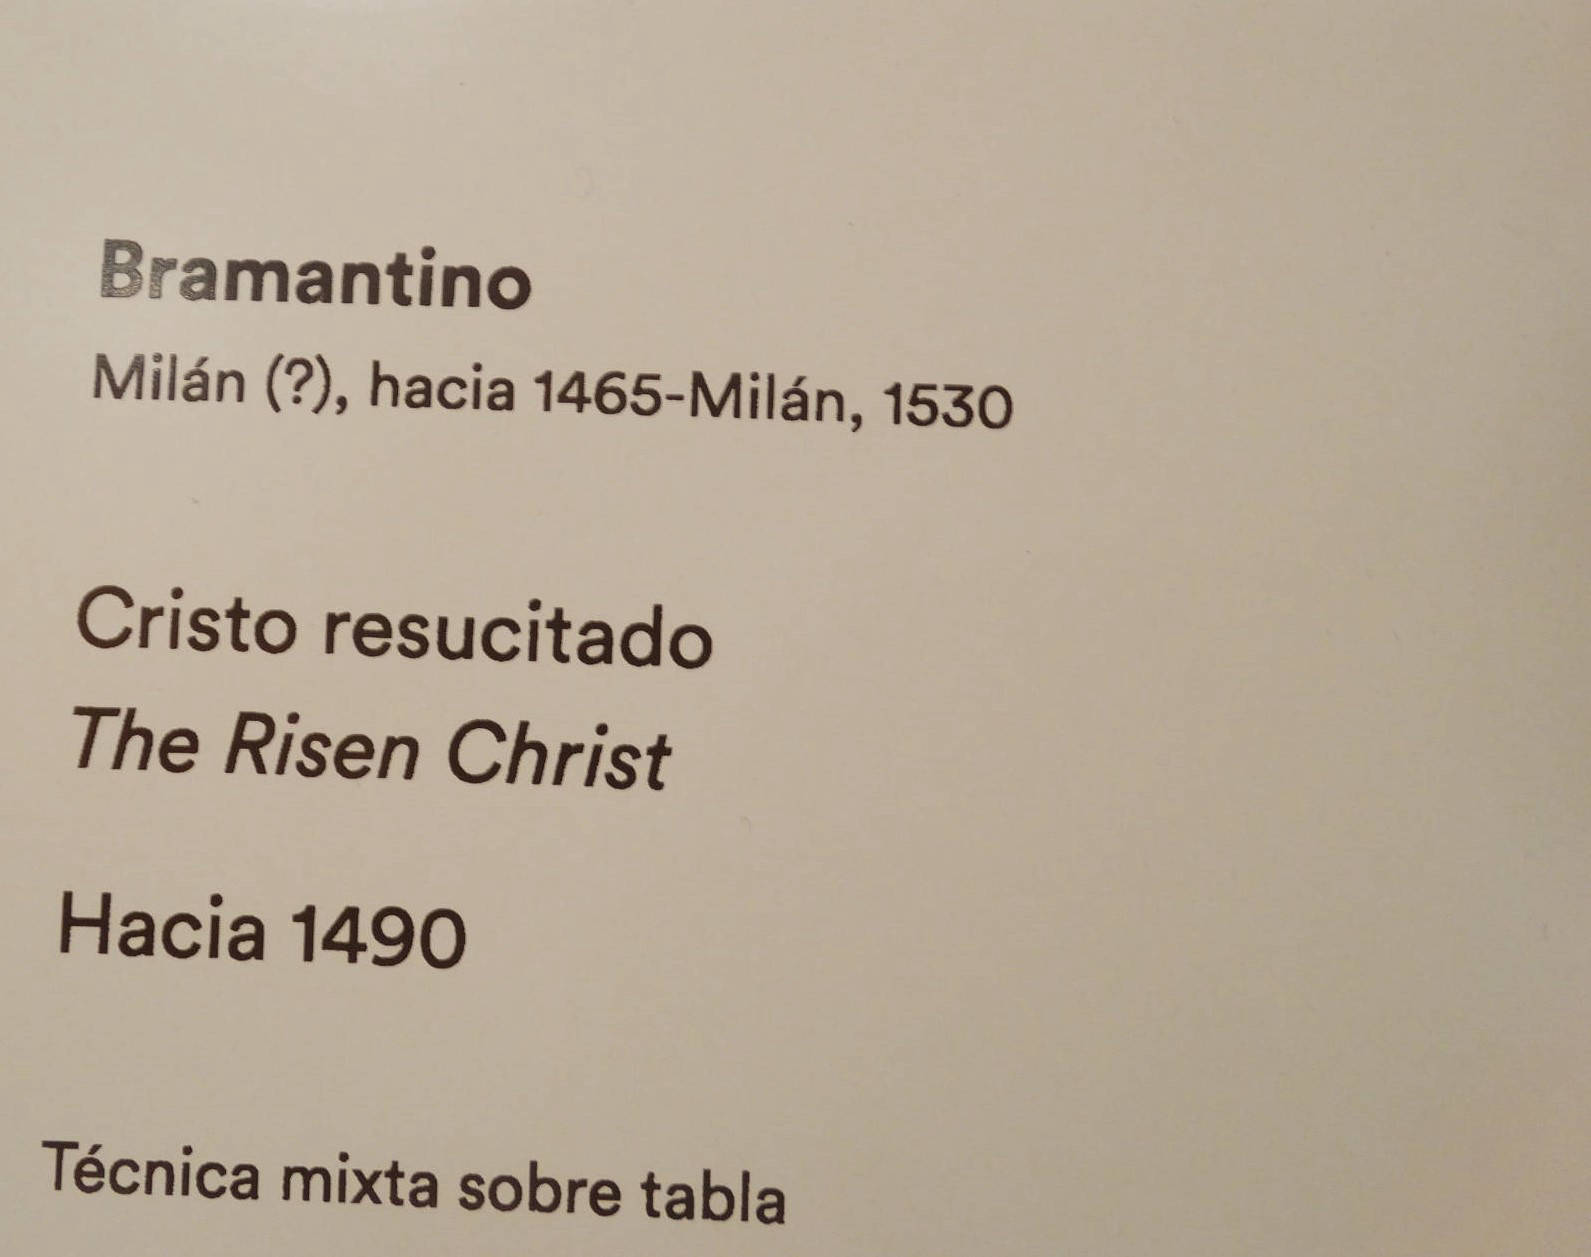 Bramantino
Milán (?), hacia 1465-Milán, 1530
Cristo resucitado
The Risen Christ
Hacia 1490
Técnica mixta sobre tabla